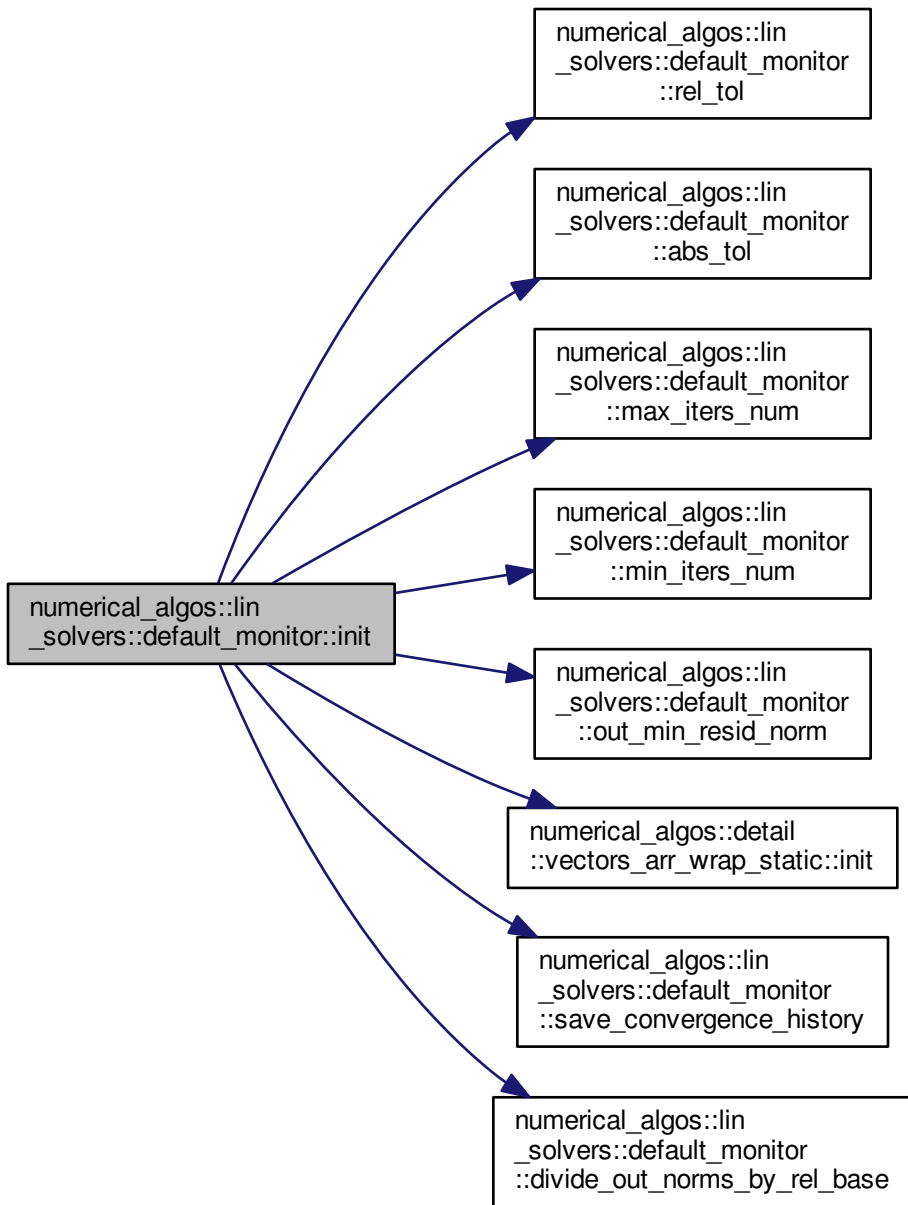 numerical_algos::lin
_solvers::default_monitor
::rel_tol
numerical_algos::lin
_solvers::default_monitor
::abs_tol
numerical_algos::lin
_solvers::default_monitor
::max_iters_num
numerical_algos::lin
_solvers::default_monitor
::min_iters_num
numerical_algos::lin
_solvers::default_monitor::init
numerical_algos::lin
_solvers::default_monitor
::out_min_resid_norm
numerical_algos::detail
::vectors_arr_wrap_static::init
numerical_algos::lin
_solvers::default_monitor
::save_convergence_history
numerical_algos::lin
_solvers::default_monitor
::divide_out_norms_by_rel_base